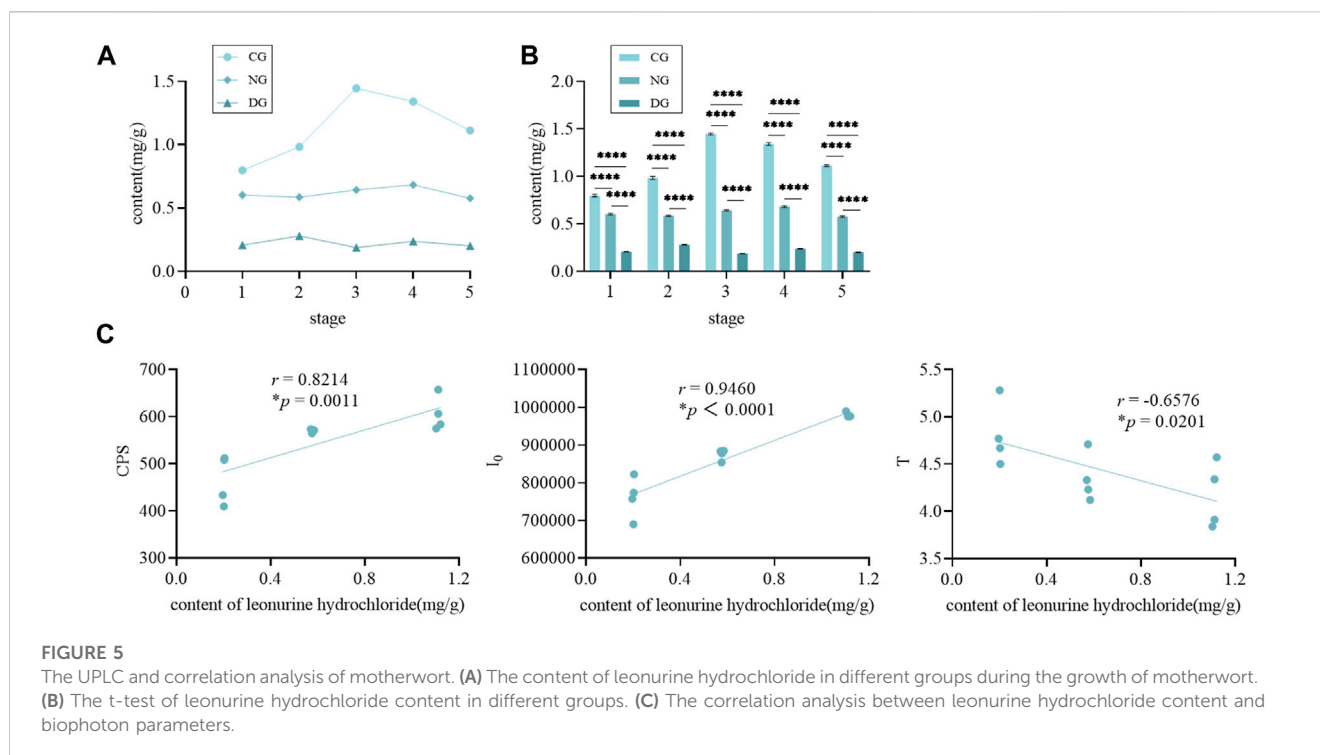 A
CG
NG
DG
content(mg/g)
1.5
1.0
0.5
0.0
0 1 2 3 4 5
stage
B
CG
NG
DG
content(mg/g)
2.0
1.5
1.0
0.5
0.0
**** **** ****
**** **** ****
**** **** ****
**** **** ****
**** **** ****
1 2 3 4 5
stage
C
CPS
700
600
500
400
300
r = 0.8214
*p = 0.0011
0.0 0.4 0.8 1.2
content of leonurine hydrochloride(mg/g)
I0
1100000
1000000
900000
800000
700000
600000
r = 0.9460
*p < 0.0001
0.0 0.4 0.8 1.2
content of leonurine hydrochloride(mg/g)
T
5.5
5.0
4.5
4.0
3.5
r = -0.6576
*p = 0.0201
0.0 0.4 0.8 1.2
content of leonurine hydrochloride(mg/g)
FIGURE 5
The UPLC and correlation analysis of motherwort. (A) The content of leonurine hydrochloride in different groups during the growth of motherwort.
(B) The t-test of leonurine hydrochloride content in different groups. (C) The correlation analysis between leonurine hydrochloride content and
biophoton parameters.